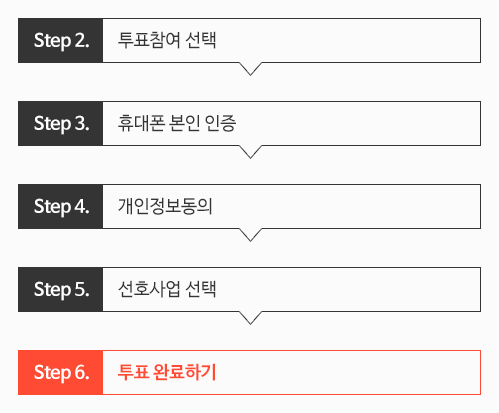 Step 2. 투표참여 선택
Step 3. 휴대폰 본인 인증
Step 4. 개인정보동의
Step 5. 선호사업 선택
Step 6. 투표 완료하기